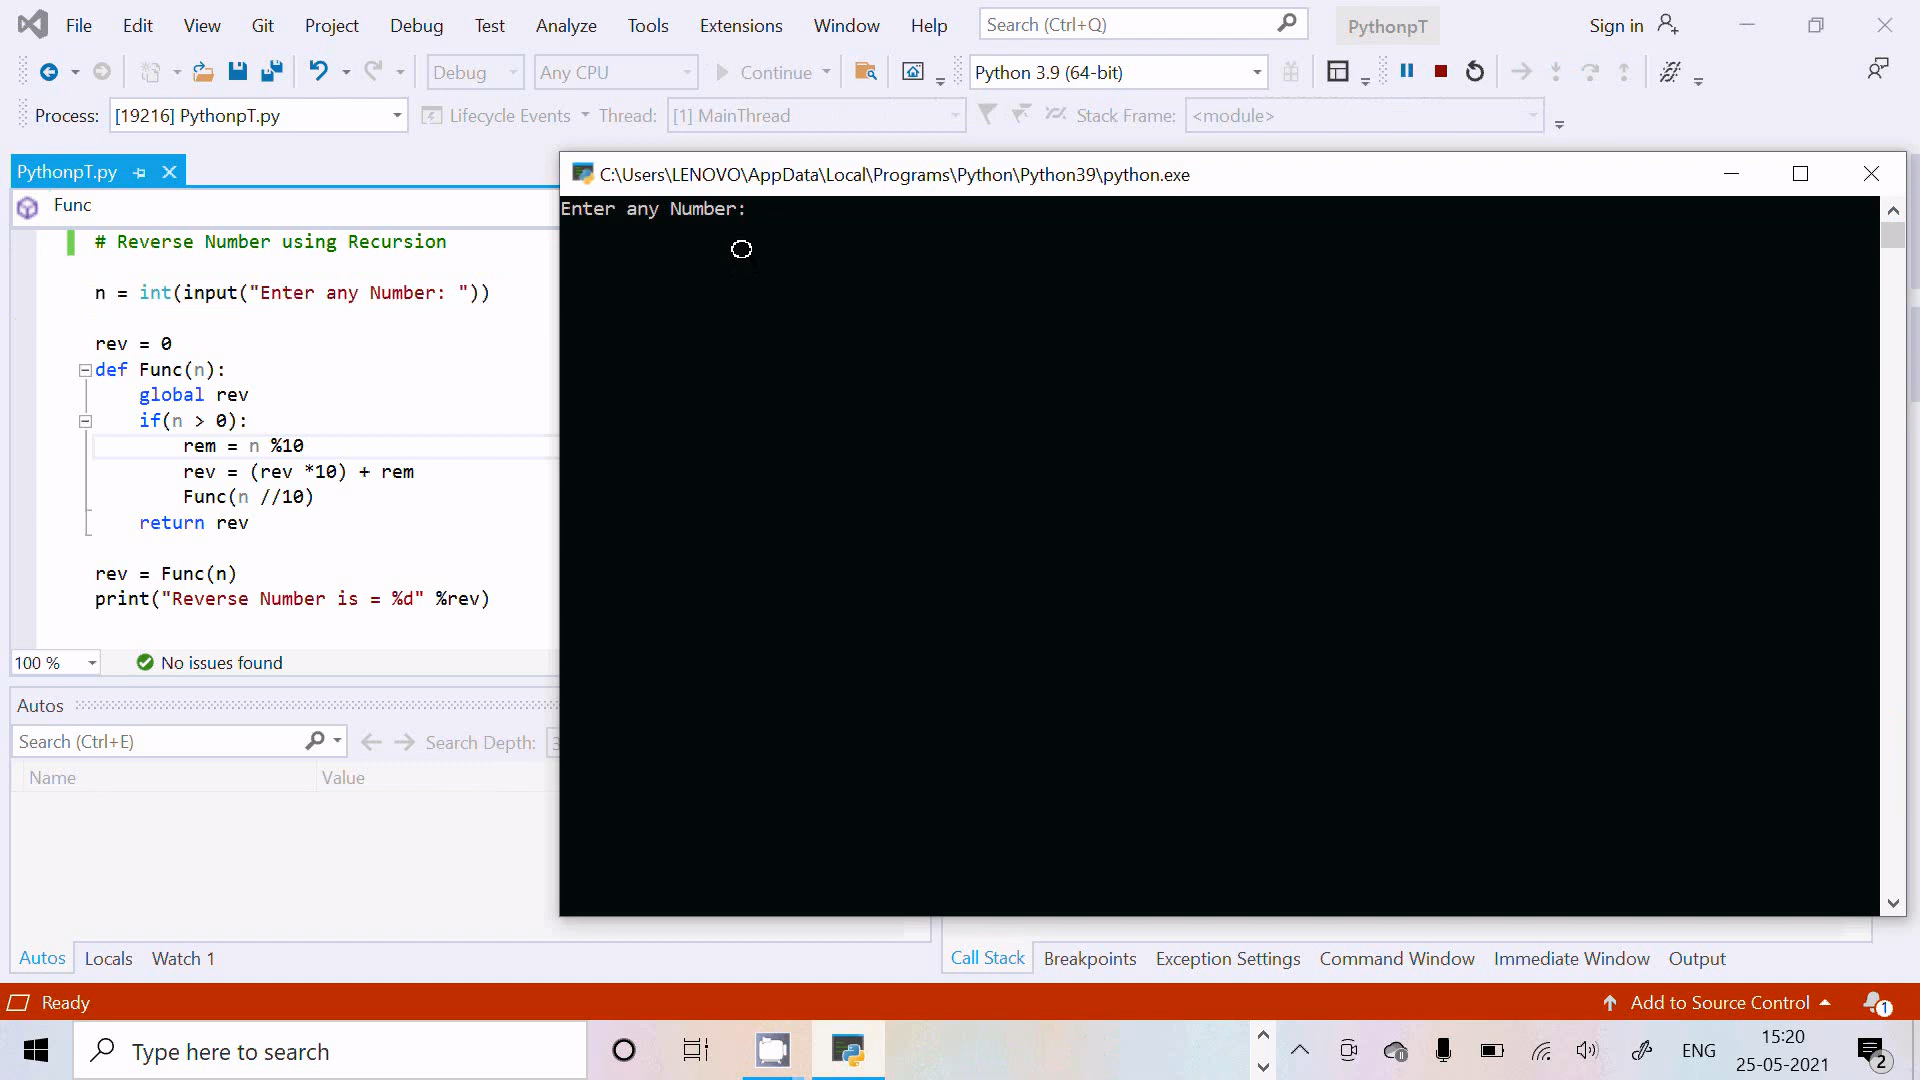 File Edit View Git Project Debug Test Analyze Tools Extensions Window Help Search (Ctrl+Q) PythonpT Sign in
Debug Any CPU Continue Python 3.9 (64-bit)
Process: [19216] PythonpT.py Lifecycle Events Thread: [1] MainThread Stack Frame: <module>
PythonpT.py
Func
# Reverse Number using Recursion
n = int(input("Enter any Number: "))
rev = 0
def Func(n):
global rev
if(n > 0):
rem = n %10
rev = (rev *10) + rem
Func(n //10)
return rev
rev = Func(n)
print("Reverse Number is = %d" %rev)
100 % No issues found
C:\Users\LENOVO\AppData\Local\Programs\Python\Python39\python.exe
Enter any Number:
Autos
Search (Ctrl+E) Search Depth: 3
Name Value
Autos Locals Watch 1
Call Stack Breakpoints Exception Settings Command Window Immediate Window Output
Ready Add to Source Control 1
Type here to search ENG 15:20
25-05-2021 2